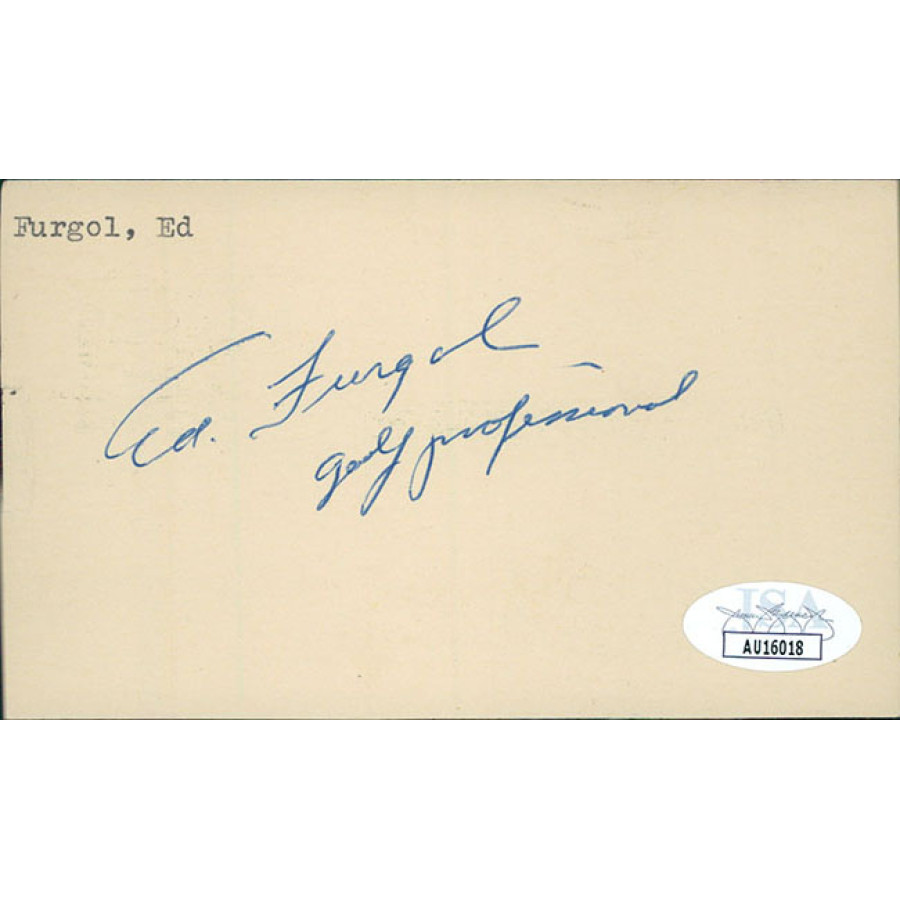 Furgol, Ed
Ed. Furgol
golf professional
JSA
AU16018